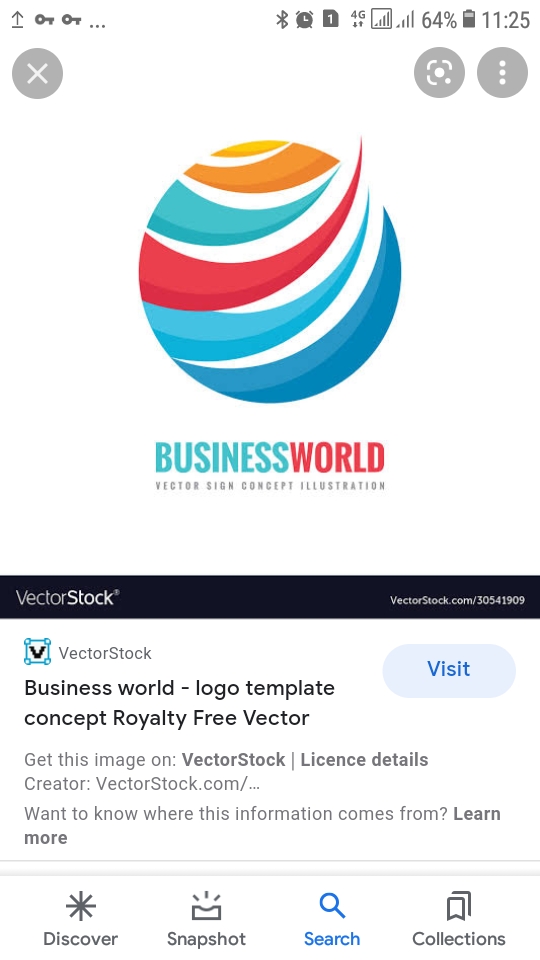 ... 1 4G 64% 11:25
BUSINESSWORLD
VECTOR SIGN CONCEPT ILLUSTRATION
VectorStock®
VectorStock.com/30541909
V VectorStock
Visit
Business world - logo template
concept Royalty Free Vector
Get this image on: VectorStock | Licence details
Creator: VectorStock.com/...
Want to know where this information comes from? Learn
more
Discover Snapshot Search Collections